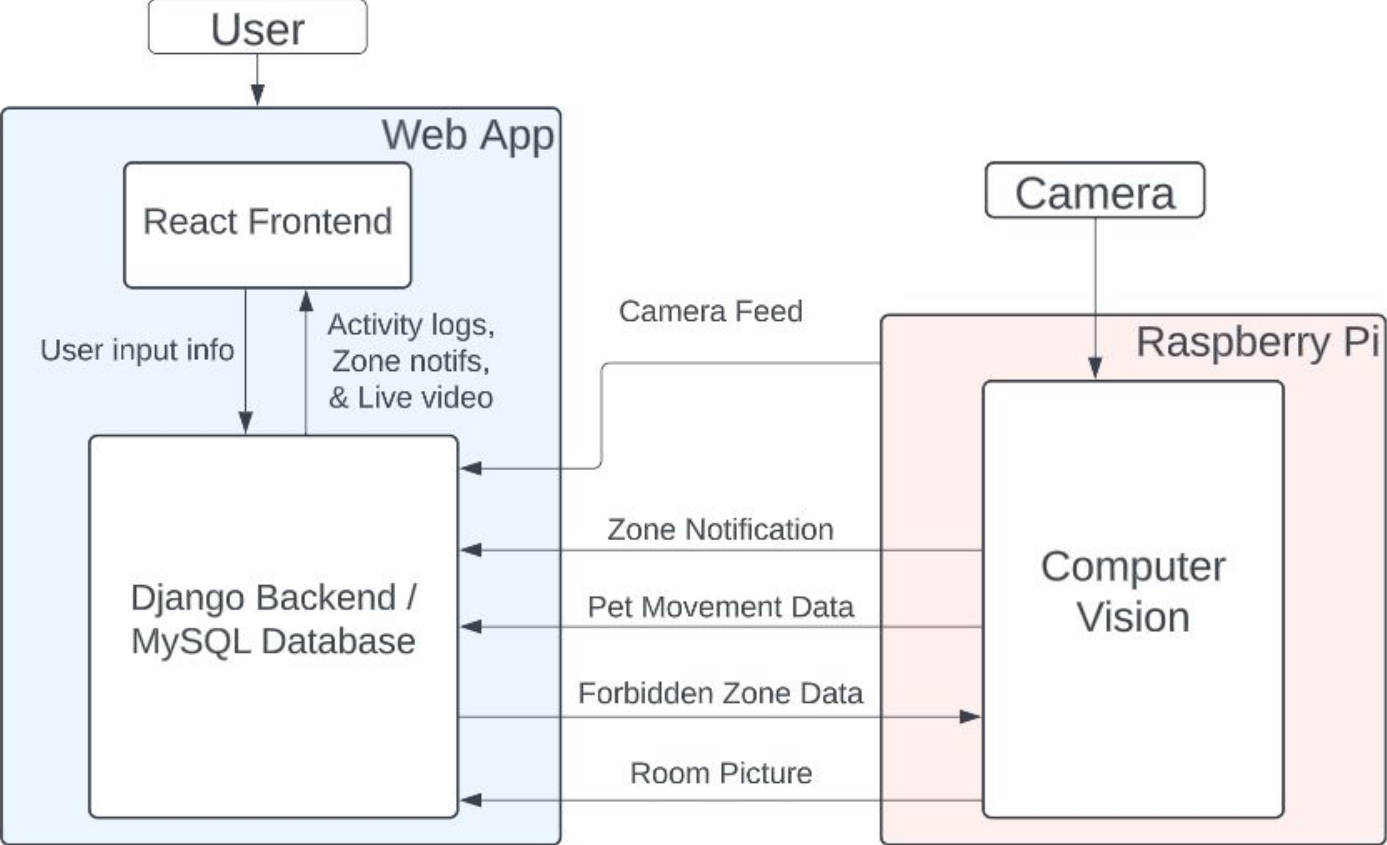 User
Web App
React Frontend
Camera
Camera Feed
Raspberry Pi
User input info
Activity logs,
Zone notifs,
& Live video
Zone Notification
Computer
Vision
Django Backend /
MySQL Database
Pet Movement Data
Forbidden Zone Data
Room Picture